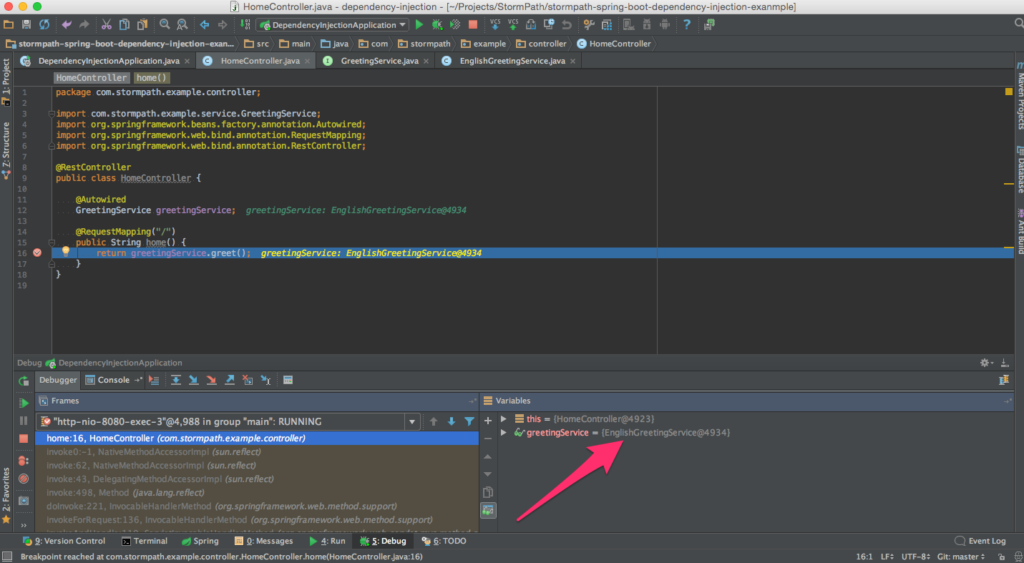 HomeController.java - dependency-injection - [~/Projects/StormPath/stormpath-spring-boot-dependency-injection-exanmple]
DependencyInjectionApplication
stormpath-spring-boot-dependency-injection-exan... src main java com stormpath example controller HomeController
DependencyInjectionApplication.java HomeController.java GreetingService.java EnglishGreetingService.java
HomeController home()
1 package com.stormpath.example.controller;
2
3 import com.stormpath.example.service.GreetingService;
4 import org.springframework.beans.factory.annotation.Autowired;
5 import org.springframework.web.bind.annotation.RequestMapping;
6 import org.springframework.web.bind.annotation.RestController;
7
8 @RestController
9 public class HomeController {
10
11 @Autowired
12 GreetingService greetingService; greetingService: EnglishGreetingService@4934
13
14 @RequestMapping("/")
15 public String home() {
16 return greetingService.greet(); greetingService: EnglishGreetingService@4934
17 }
18 }
19
1: Project
Z: Structure
2: Favorites
Maven Projects
Database
Ant Build
Debug DependencyInjectionApplication
Debugger Console
Frames
"http-nio-8080-exec-3"@4,988 in group "main": RUNNING
home:16, HomeController (com.stormpath.example.controller)
invoke0:-1, NativeMethodAccessorImpl (sun.reflect)
invoke:62, NativeMethodAccessorImpl (sun.reflect)
invoke:43, DelegatingMethodAccessorImpl (sun.reflect)
invoke:498, Method (java.lang.reflect)
doInvoke:221, InvocableHandlerMethod (org.springframework.web.method.support)
invokeForRequest:136, InvocableHandlerMethod (org.springframework.web.method.support)
Variables
this = {HomeController@4923}
greetingService = {EnglishGreetingService@4934}
9: Version Control Terminal Spring 0: Messages 4: Run 5: Debug 6: TODO Event Log
Breakpoint reached at com.stormpath.example.controller.HomeController.home(HomeController.java:16) 16:1 LF UTF-8 Git: master